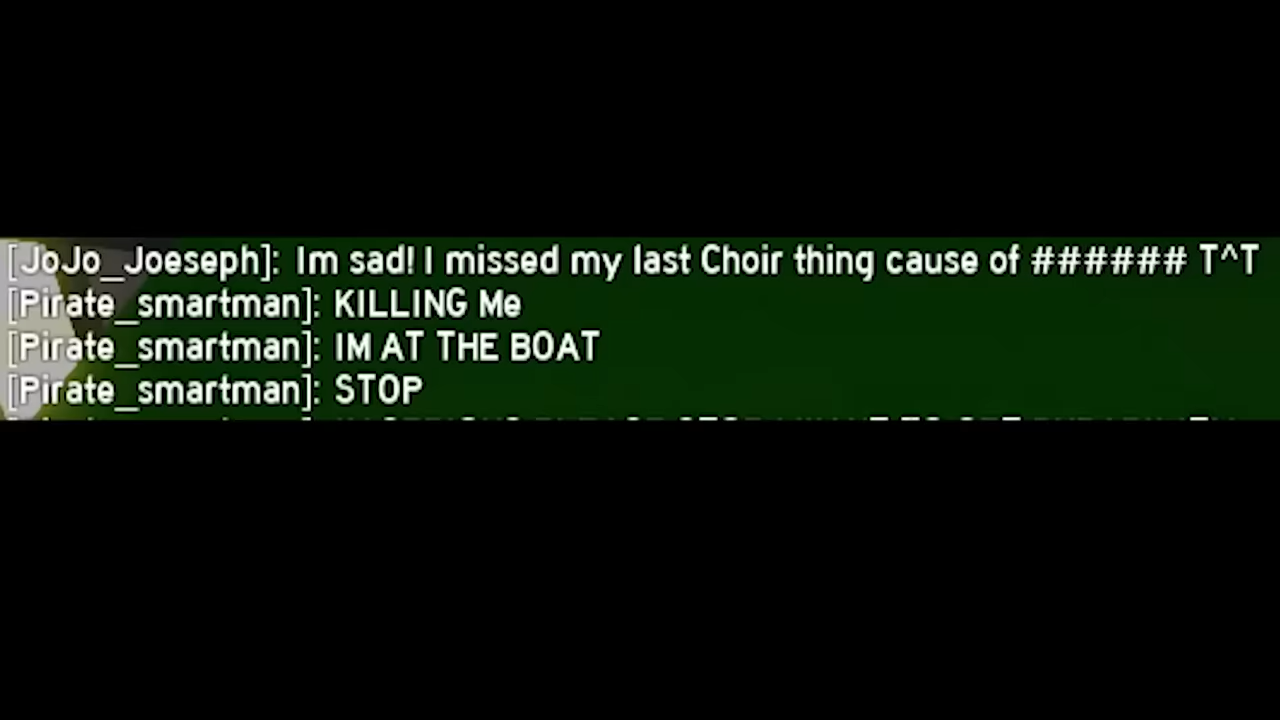 [JoJo_Joeseph]: Im sad! I missed my last Choir thing cause of ###### T^T
[Pirate_smartman]: KILLING Me
[Pirate_smartman]: IM AT THE BOAT
[Pirate_smartman]: STOP